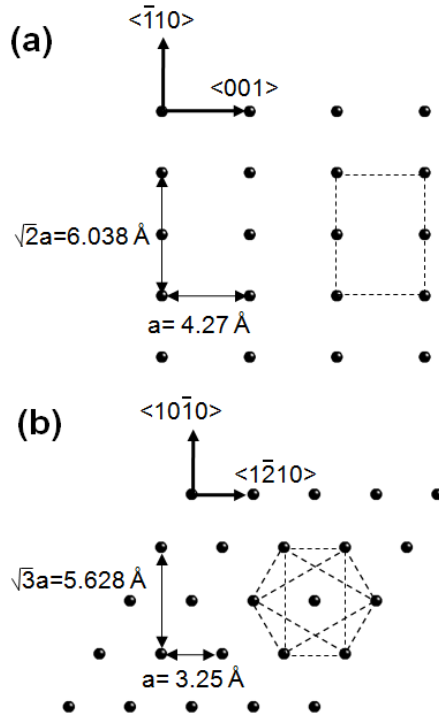 (a)
<1̄10>
<001>
√2a=6.038 Å
a= 4.27 Å
(b)
<101̄0>
<12̄10>
√3a=5.628 Å
a= 3.25 Å